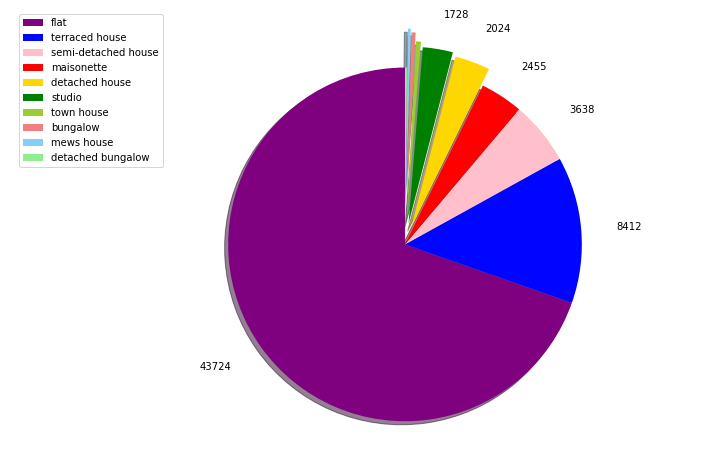 flat
terraced house
semi-detached house
maisonette
detached house
studio
town house
bungalow
mews house
detached bungalow
1728
2024
2455
3638
8412
43724